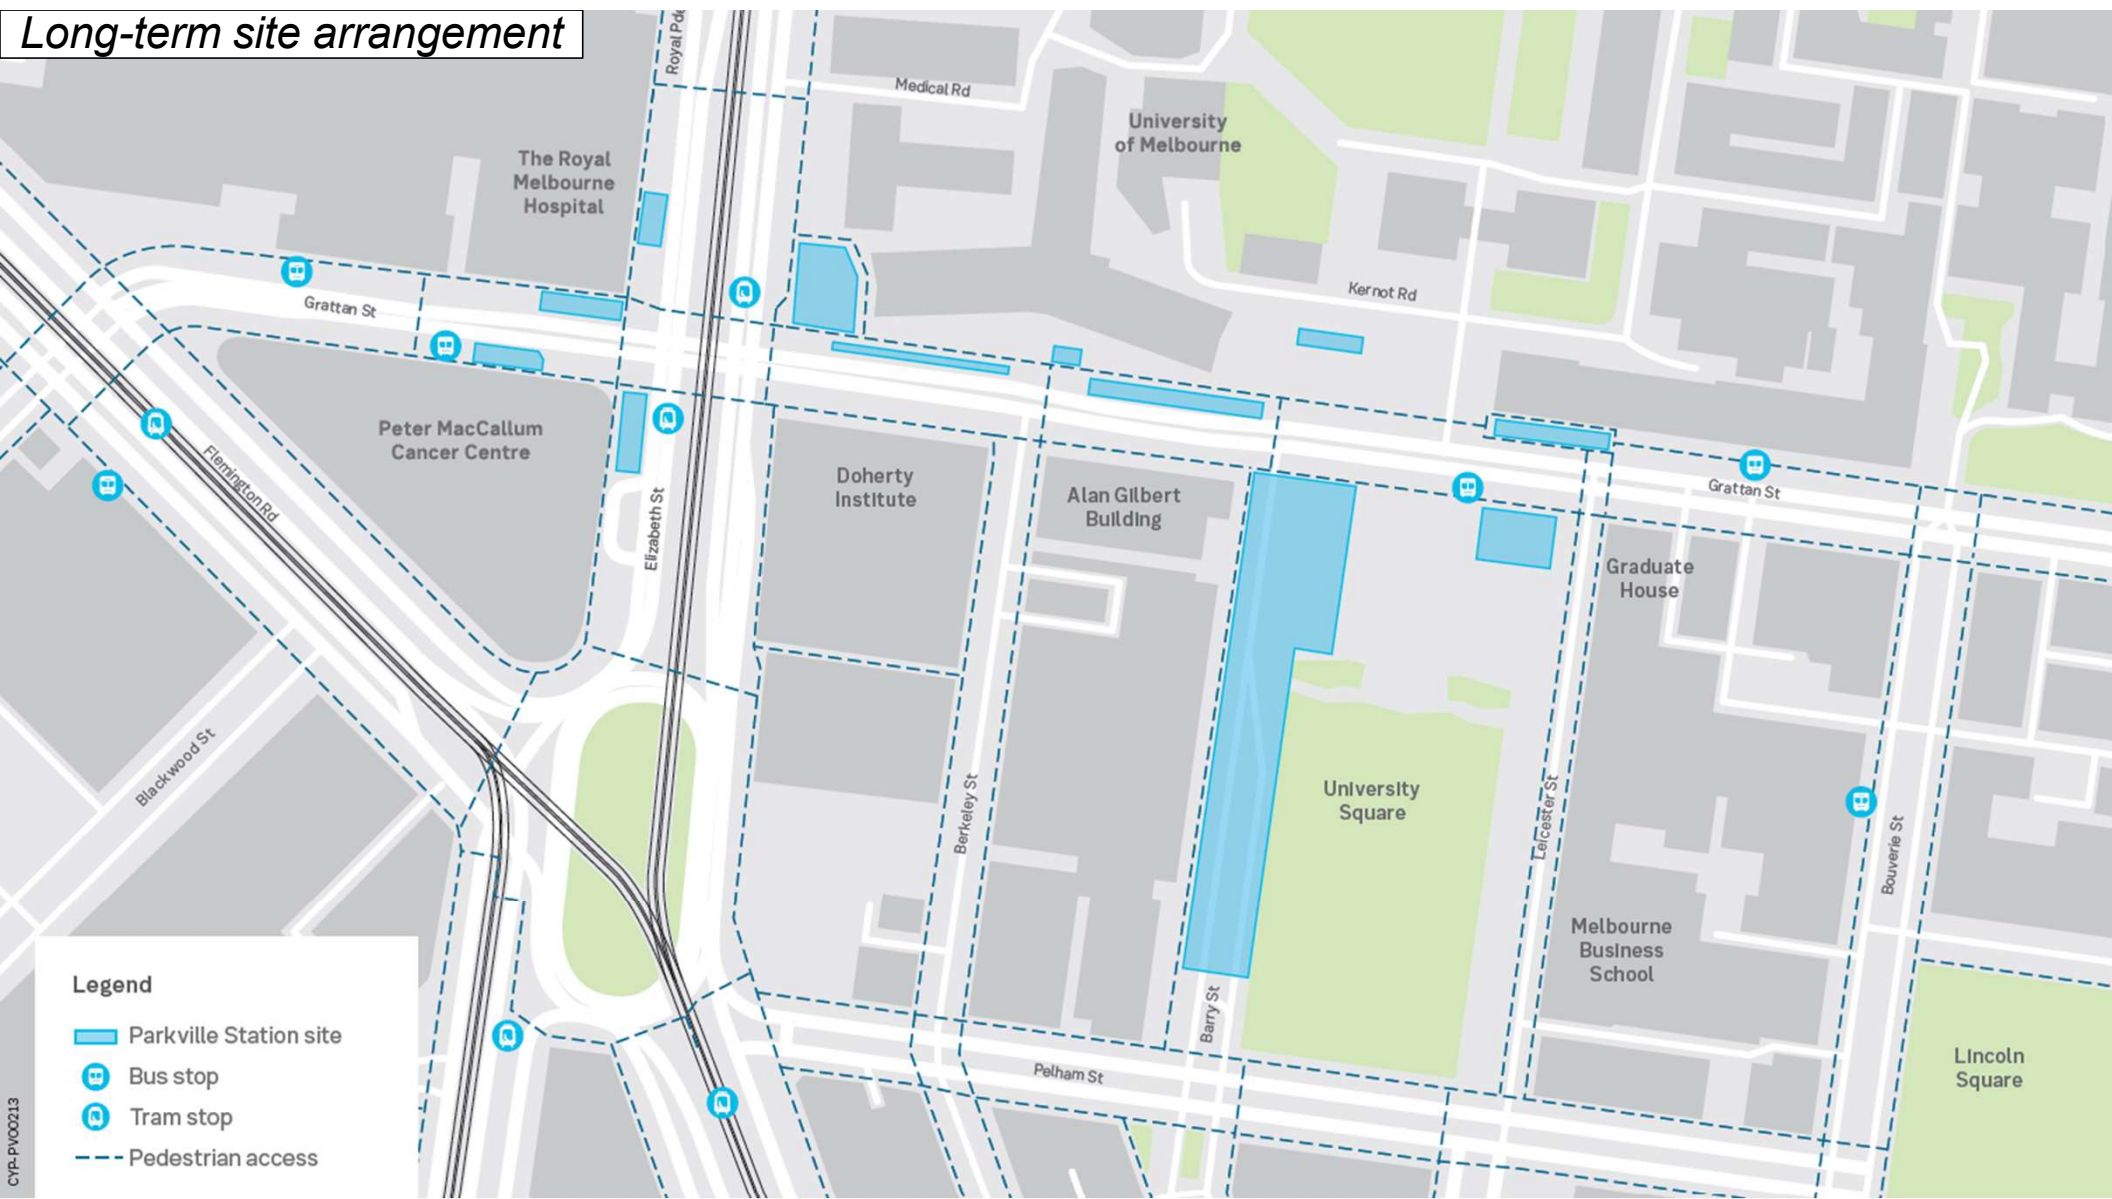 Long-term site arrangement
Royal Pde
Medical Rd
University
of Melbourne
The Royal
Melbourne
Hospital
Grattan St
Kernot Rd
Peter MacCallum
Cancer Centre
Flemington Rd
Elizabeth St
Doherty
Institute
Alan Gilbert
Building
Grattan St
Graduate
House
Blackwood St
Berkeley St
University
Square
Leicester St
Bouverie St
Melbourne
Business
School
Barry St
Pelham St
Lincoln
Square
Legend
Parkville Station site
Bus stop
Tram stop
Pedestrian access
CYP-PV00213